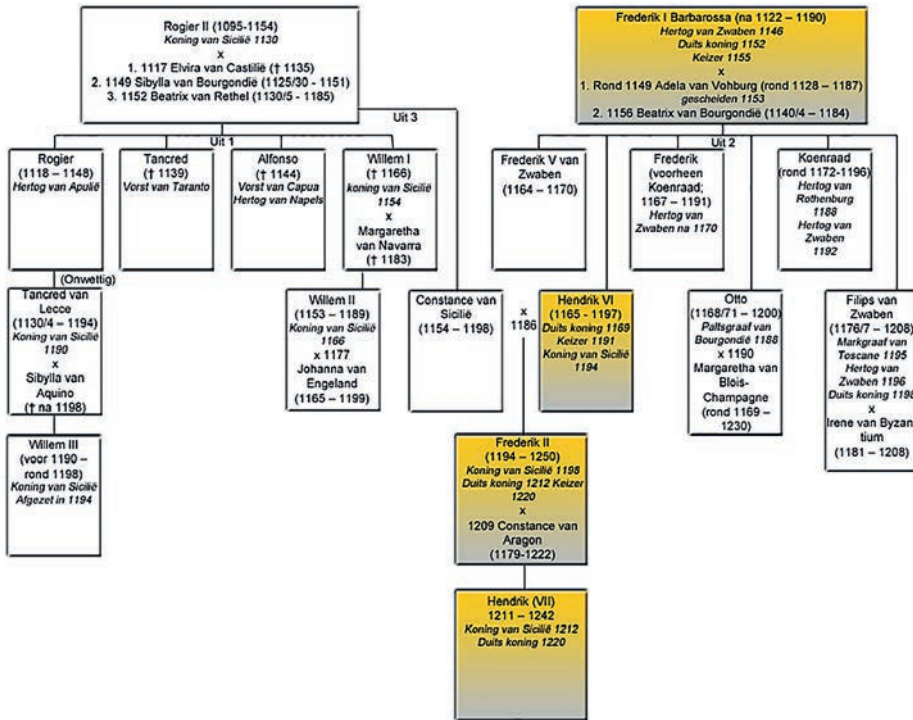 Rogier II (1095-1154)
Koning van Sicilië 1130
x
1. 1117 Elvira van Castilië († 1135)
2. 1149 Sibylla van Bourgondië (1125/30 - 1151)
3. 1152 Beatrix van Rethel (1130/5 - 1185)
Frederik I Barbarossa (na 1122 – 1190)
Hertog van Zwaben 1146
Duits koning 1152
Keizer 1155
x
1. Rond 1149 Adela van Vohburg (rond 1128 – 1187)
gescheiden 1153
2. 1156 Beatrix van Bourgondië (1140/4 – 1184)
Uit 1
Uit 3
Uit 2
Rogier
(1118 – 1148)
Hertog van Apulië
Tancred
(† 1139)
Vorst van Taranto
Alfonso
(† 1144)
Vorst van Capua
Hertog van Napels
Willem I
(† 1166)
koning van Sicilië
1154
x
Margaretha
van Navarra
(† 1183)
Frederik V van
Zwaben
(1164 – 1170)
Frederik
(voorheen
Koenraad;
1167 – 1191)
Hertog van
Zwaben na 1170
Koenraad
(rond 1172-1196)
Hertog van
Rothenburg
1188
Hertog van
Zwaben
1192
(Onwettig)
Tancred van
Lecce
(1130/4 – 1194)
Koning van Sicilië
1190
x
Sibylla van
Aquino
(† na 1198)
Willem II
(1153 – 1189)
Koning van Sicilië
1166
x 1177
Johanna van
Engeland
(1165 – 1199)
Constance van
Sicilië
(1154 – 1198)
x
1186
Hendrik VI
(1165 - 1197)
Duits koning 1169
Keizer 1191
Koning van Sicilië
1194
Otto
(1168/71 – 1200)
Paltsgraaf van
Bourgondië 1188
x 1190
Margaretha van
Blois-
Champagne
(rond 1169 –
1230)
Filips van
Zwaben
(1176/7 – 1208)
Markgraaf van
Toscane 1195
Hertog van
Zwaben 1196
Duits koning 1198
x
Irene van Byzan
tium
(1181 – 1208)
Willem III
(voor 1190 –
rond 1198)
Koning van Sicilië
Afgezet in 1194
Frederik II
(1194 – 1250)
Koning van Sicilië 1198
Duits koning 1212 Keizer
1220
x
1209 Constance van
Aragon
(1179-1222)
Hendrik (VII)
1211 – 1242
Koning van Sicilië 1212
Duits koning 1220